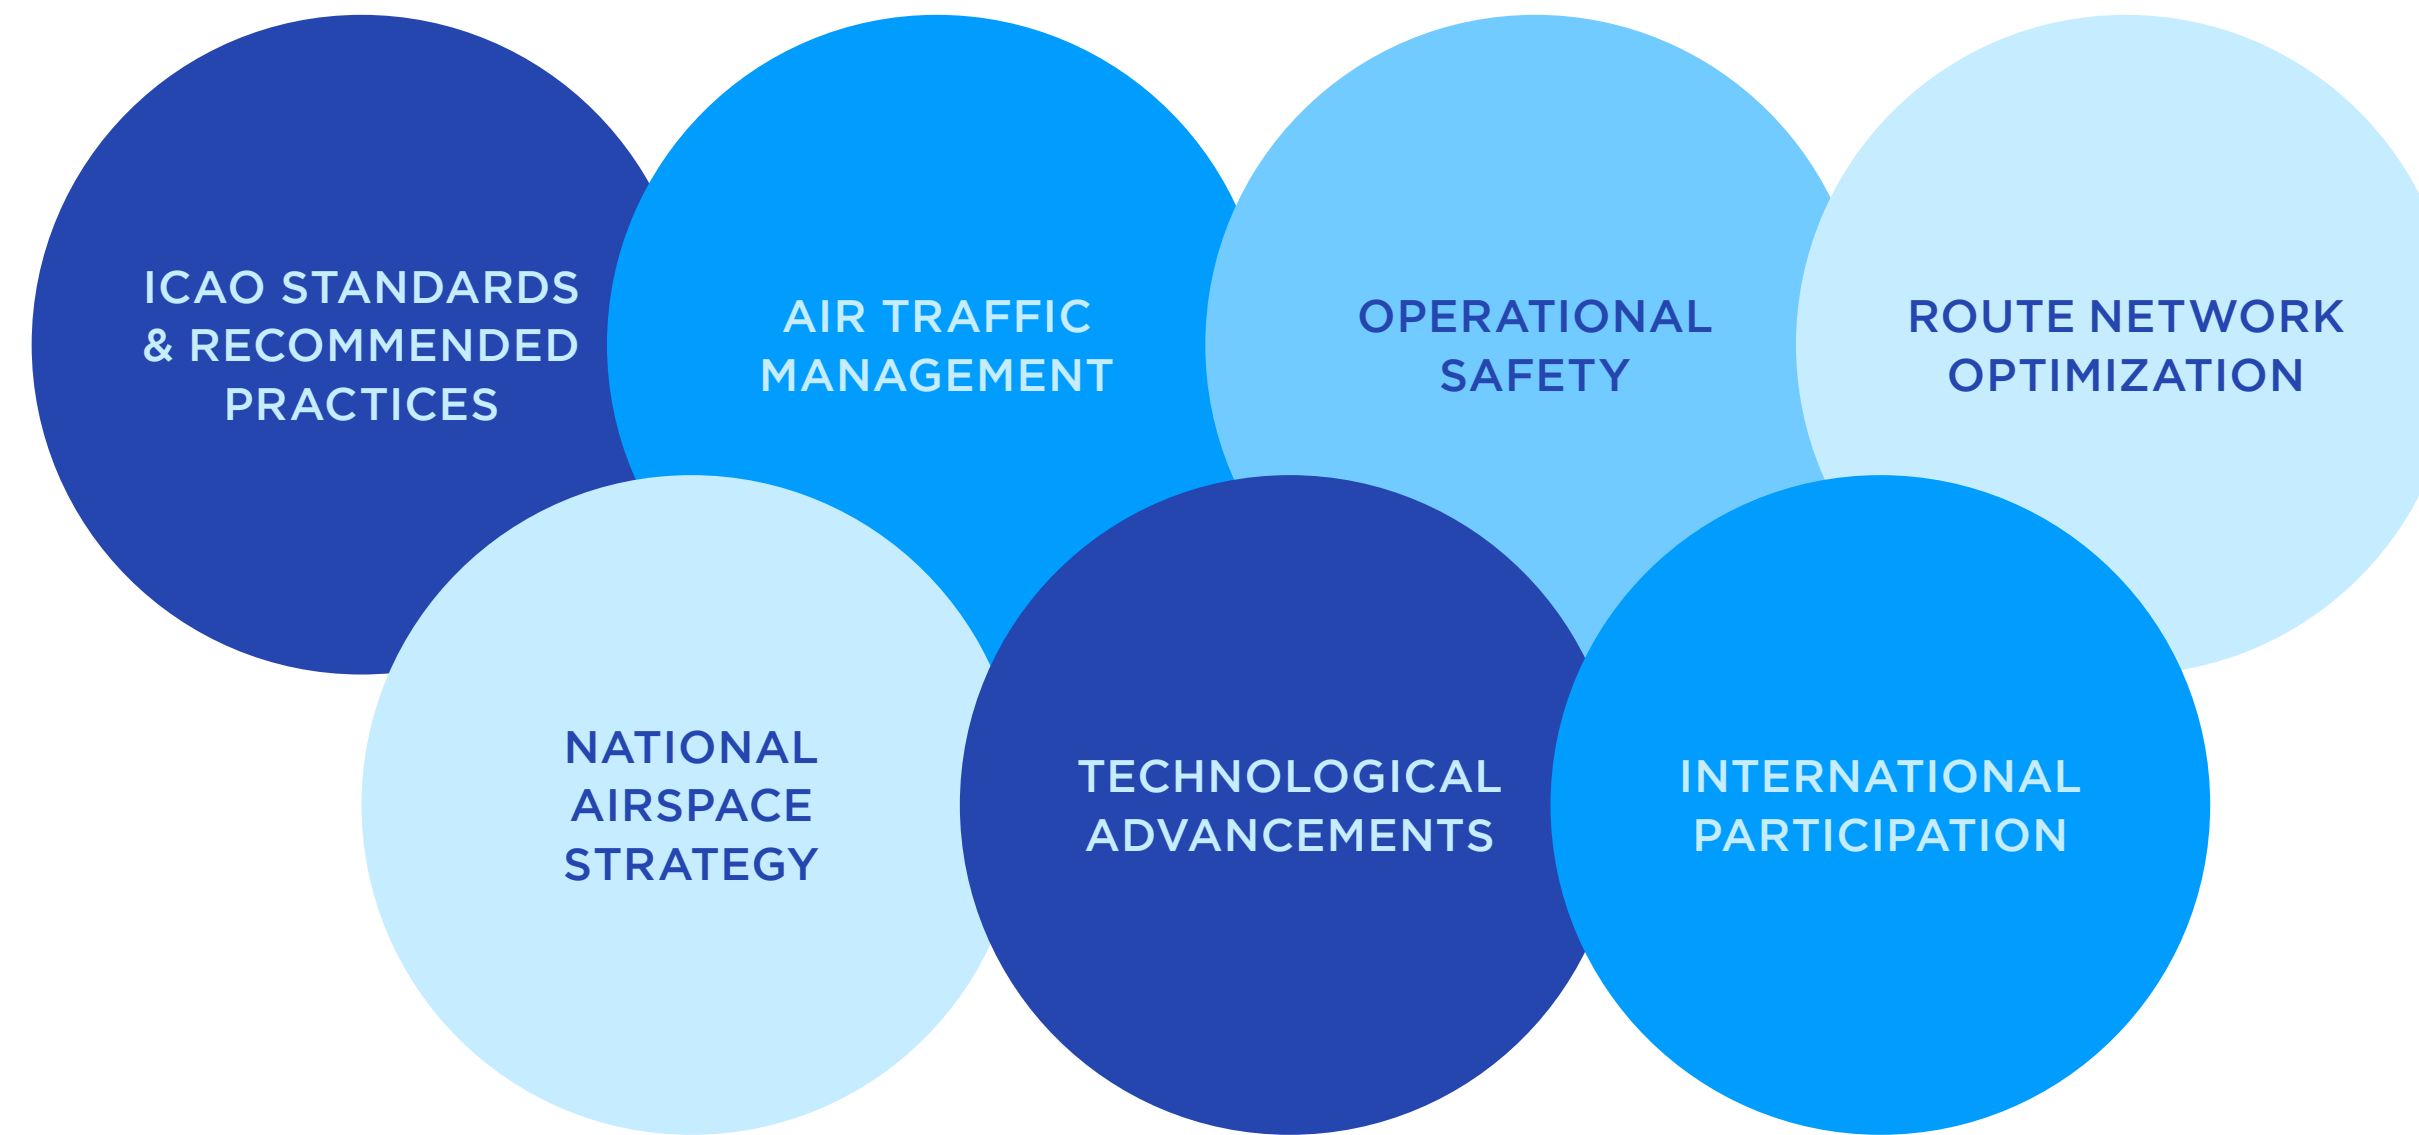 ICAO STANDARDS
& RECOMMENDED
PRACTICES
AIR TRAFFIC
MANAGEMENT
OPERATIONAL
SAFETY
ROUTE NETWORK
OPTIMIZATION
NATIONAL
AIRSPACE
STRATEGY
TECHNOLOGICAL
ADVANCEMENTS
INTERNATIONAL
PARTICIPATION